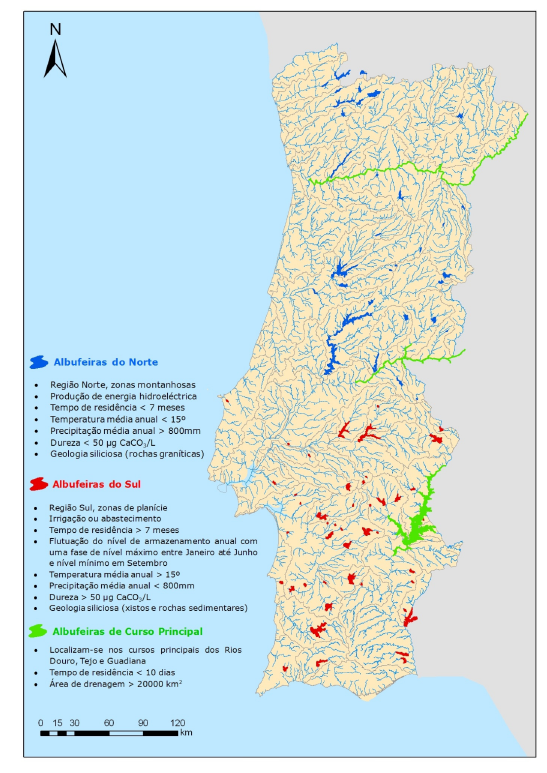 N
Albufeiras do Norte
• Região Norte, zonas montanhosas
• Produção de energia hidroeléctrica
• Tempo de residência < 7 meses
• Temperatura média anual < 15º
• Precipitação média anual > 800mm
• Dureza < 50 µg CaCO3/L
• Geologia siliciosa (rochas graníticas)
Albufeiras do Sul
• Região Sul, zonas de planície
• Irrigação ou abastecimento
• Tempo de residência > 7 meses
• Flutuação do nível de armazenamento anual com
uma fase de nível máximo entre Janeiro até Junho
e nível mínimo em Setembro
• Temperatura média anual > 15º
• Precipitação média anual < 800mm
• Dureza > 50 µg CaCO3/L
• Geologia siliciosa (xistos e rochas sedimentares)
Albufeiras de Curso Principal
• Localizam-se nos cursos principais dos Rios
Douro, Tejo e Guadiana
• Tempo de residência < 10 dias
• Área de drenagem > 20000 km²
0 15 30 60 90 120
km